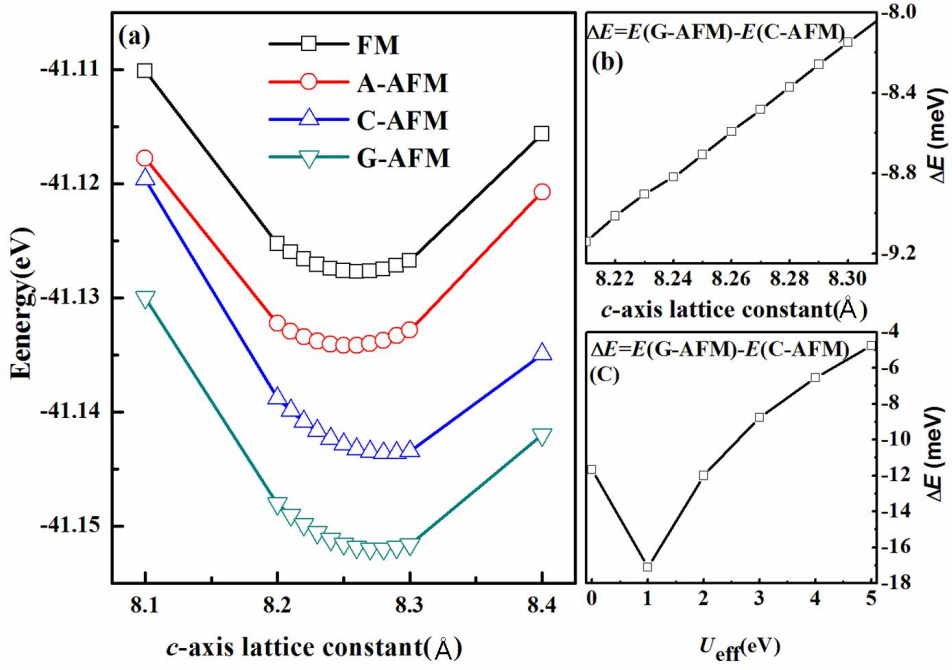 (a)
FM
A-AFM
C-AFM
G-AFM
-41.11
-41.12
-41.13
-41.14
-41.15
Eenergy(eV)
8.1 8.2 8.3 8.4
c-axis lattice constant(Å)
ΔE=E(G-AFM)-E(C-AFM)
(b)
-8.0
-8.4
-8.8
-9.2
ΔE (meV)
8.22 8.24 8.26 8.28 8.30
c-axis lattice constant(Å)
ΔE=E(G-AFM)-E(C-AFM)
(C)
-4
-6
-8
-10
-12
-14
-16
-18
ΔE (meV)
0 1 2 3 4 5
Ueff(eV)